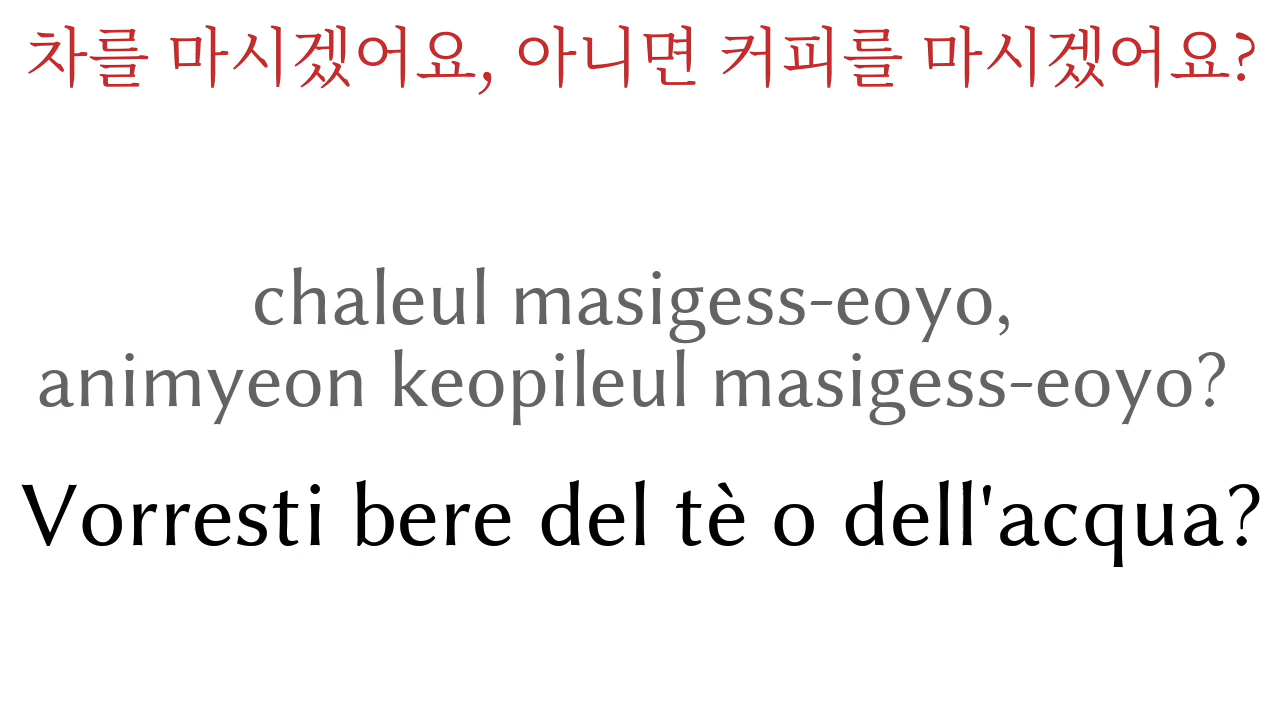 차를 마시겠어요, 아니면 커피를 마시겠어요?
chaleul masigess-eoyo,
animyeon keopileul masigess-eoyo?
Vorresti bere del tè o dell'acqua?